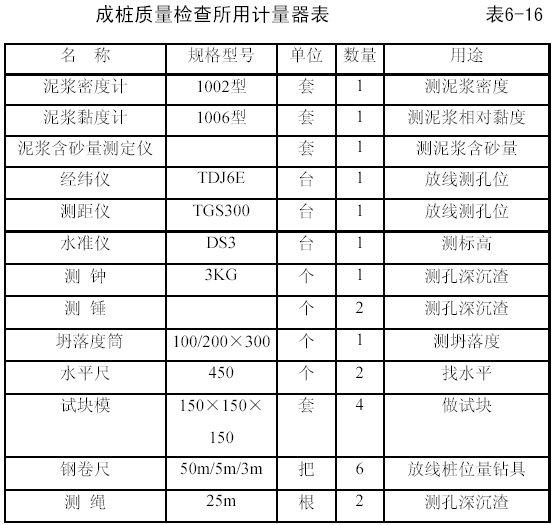 成桩质量检查所用计量器表 表6-16
名 称 规格型号 单位 数量 用途
泥浆密度计 1002型 套 1 测泥浆密度
泥浆黏度计 1006型 套 1 测泥浆相对黏度
泥浆含砂量测定仪 套 1 测泥浆含砂量
经纬仪 TDJ6E 台 1 放线测孔位
测距仪 TGS300 台 1 放线测孔位
水准仪 DS3 台 1 测标高
测 钟 3KG 个 1 测孔深沉渣
测 锤 个 2 测孔深沉渣
坍落度筒 100/200×300 个 1 测坍落度
水平尺 450 个 2 找水平
试块模 150×150× 套 4 做试块
150
钢卷尺 50m/5m/3m 把 6 放线桩位量钻具
测 绳 25m 根 2 测孔深沉渣